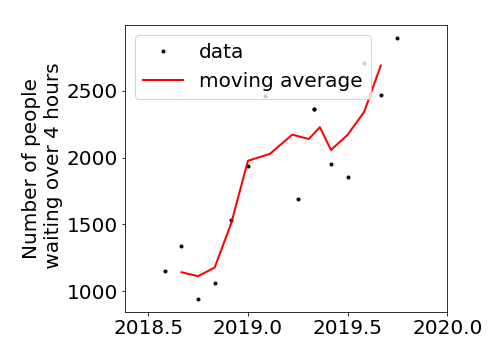 data
moving average
Number of people
waiting over 4 hours
2500
2000
1500
1000
2018.5 2019.0 2019.5 2020.0